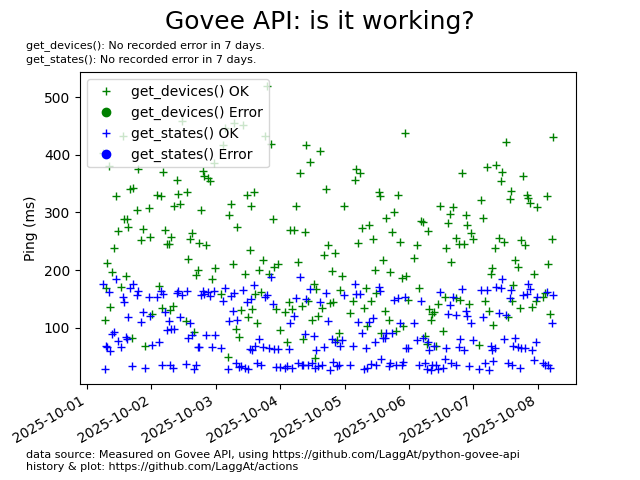 Govee API: is it working?
get_devices(): No recorded error in 7 days.
get_states(): No recorded error in 7 days.
get_devices() OK
get_devices() Error
get_states() OK
get_states() Error
Ping (ms)
500
400
300
200
100
2025-10-01
2025-10-02
2025-10-03
2025-10-04
2025-10-05
2025-10-06
2025-10-07
2025-10-08
data source: Measured on Govee API, using https://github.com/LaggAt/python-govee-api
history & plot: https://github.com/LaggAt/actions